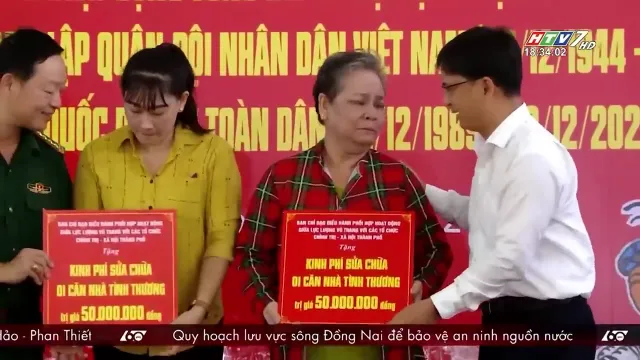 HTV7 HD
18:34:02
LẬP QUÂN ĐỘI NHÂN DÂN VIỆT NAM 12/1944
QUỐC TOÀN DÂN 12/1989 12/202
BAN CHỈ ĐẠO ĐIỀU HÀNH PHỐI HỢP HOẠT ĐỘNG
GIỮA LỰC LƯỢNG VŨ TRANG VỚI CÁC TỔ CHỨC
CHÍNH TRỊ - XÃ HỘI THÀNH PHỐ
Tặng
KINH PHÍ SỬA CHỮA
01 CĂN NHÀ TÌNH THƯƠNG
trị giá 50.000.000 đồng
BAN CHỈ ĐẠO ĐIỀU HÀNH PHỐI HỢP HOẠT ĐỘNG
GIỮA LỰC LƯỢNG VŨ TRANG VỚI CÁC TỔ CHỨC
CHÍNH TRỊ - XÃ HỘI THÀNH PHỐ
Tặng
KINH PHÍ SỬA CHỮA
01 CĂN NHÀ TÌNH THƯƠNG
trị giá 50.000.000 đồng
- Phan Thiết Quy hoạch lưu vực sông Đồng Nai để bảo vệ an ninh nguồn nước 60